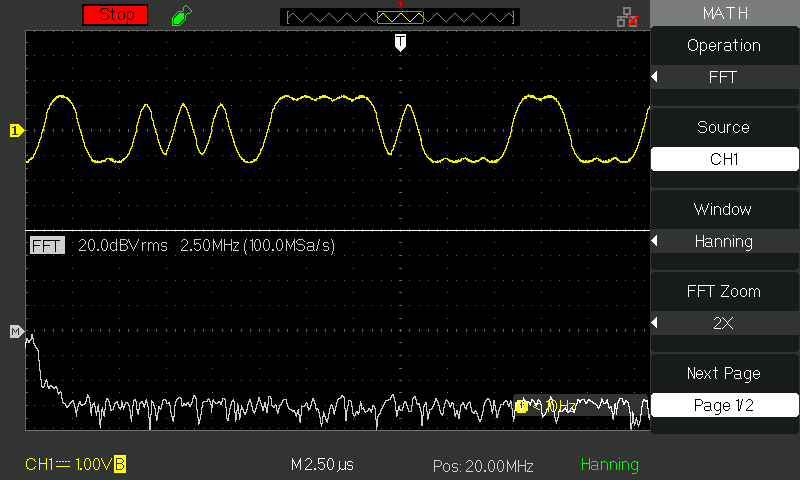 Stop
T
MATH
Operation
FFT
Source
CH1
Window
Hanning
FFT Zoom
2X
Next Page
Page 1/2
T
1
FFT 20.0dBVrms 2.50MHz(100.0MSa/s)
M
CH1 1.00V B
M 2.50µs
Pos: 20.00MHz
Hanning